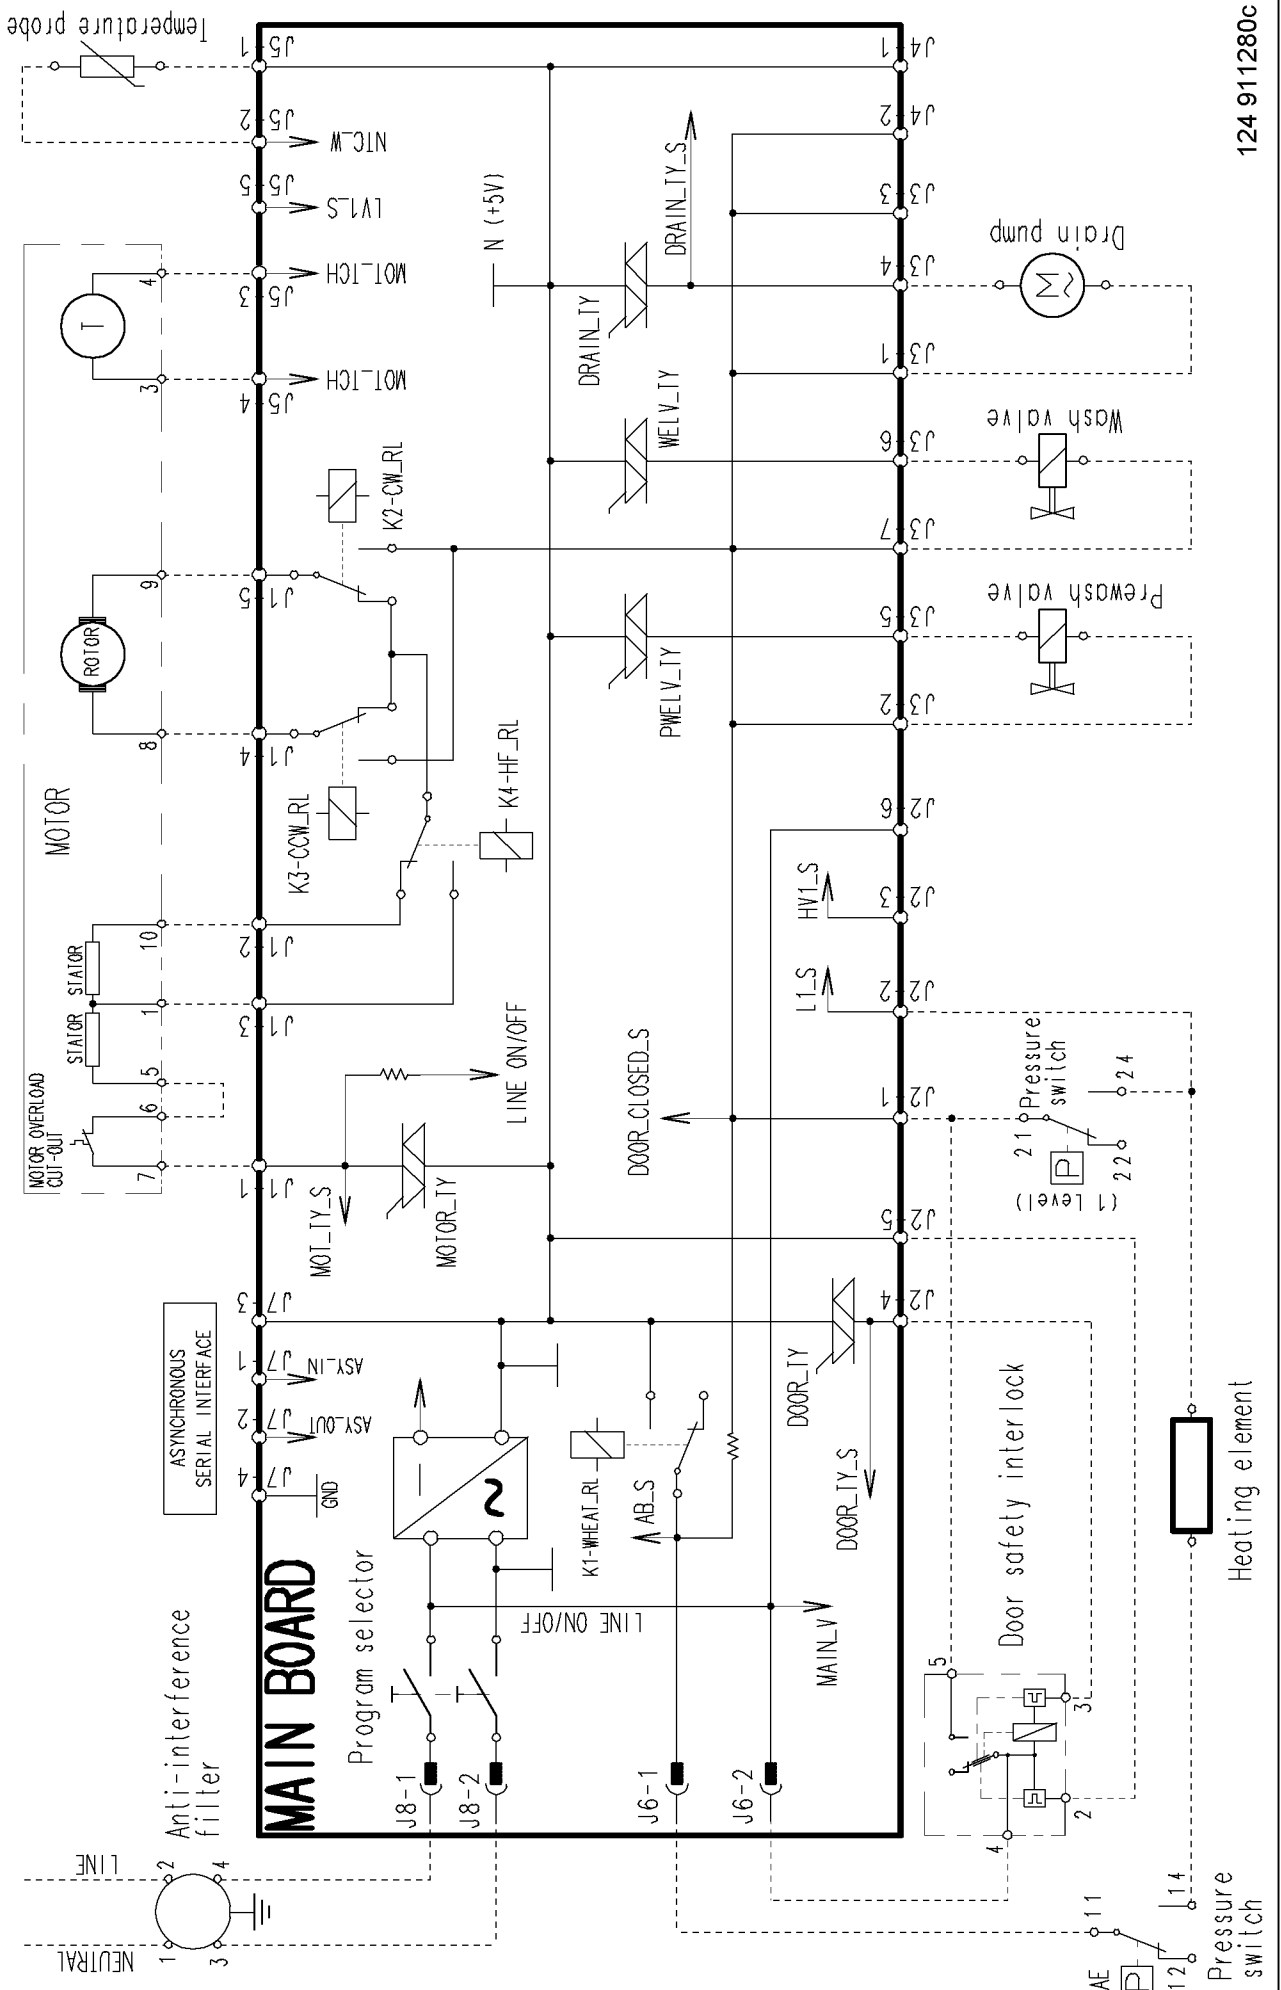 Temperature probe
J5-1
J5-2
NTC_W
J5-5
LV1_S
J5-3
MOT_TCH
J5-4
MOT_TCH
T
4
3
MOTOR
ROTOR
9
8
J1-5
J1-4
K2-CW_RL
K3-CCW_RL
K4-HF_RL
STATOR
STATOR
10
1
5
6
7
MOTOR OVERLOAD
CUT-OUT
J1-2
J1-3
J1-1
MOT_TY_S
MOTOR_TY
LINE ON/OFF
ASYNCHRONOUS
SERIAL INTERFACE
J7-3
J7-1
ASY_IN
J7-2
ASY_OUT
J7-4
GND
MAIN BOARD
Program selector
Anti-interference
filter
LINE
NEUTRAL
2
4
1
3
J8-1
J8-2
J6-1
J6-2
LINE ON/OFF
MAIN_V
K1-WHEAT_RL
AB_S
DOOR_TY
DOOR_TY_S
DOOR_CLOSED_S
N (+5V)
DRAIN_TY
DRAIN_TY_S
WELV_TY
PWELV_TY
HV1_S
L1_S
J4-1
J4-2
J3-3
J3-4
J3-1
J3-6
J3-7
J3-5
J3-2
J2-6
J2-3
J2-2
J2-1
J2-5
J2-4
M
~
Drain pump
Wash valve
Prewash valve
Pressure
switch
21
24
22
P
(1 Level)
Door safety interlock
5
3
2
4
Heating element
11
14
12
AE
P
Pressure
switch
124 911280c